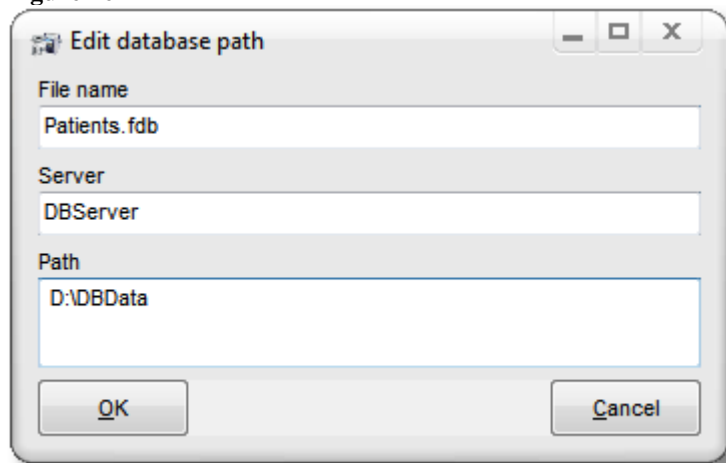 Edit database path
File name
Patients.fdb
Server
DBServer
Path
D:\DBData
OK
Cancel